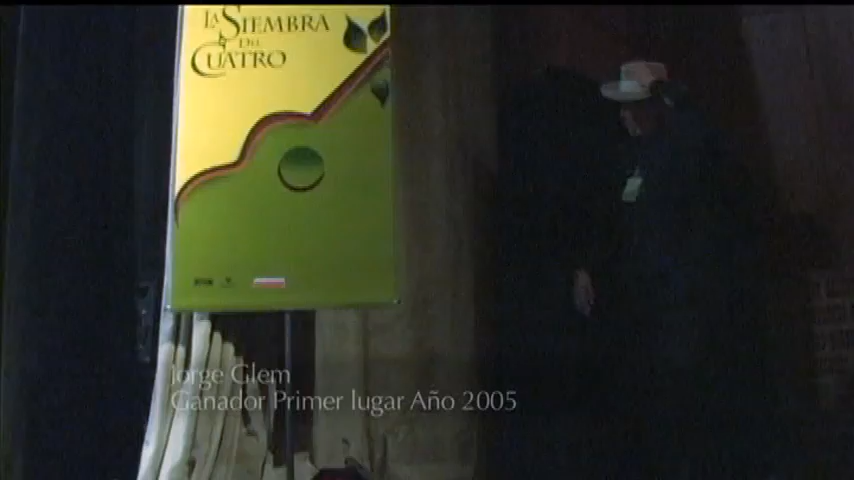 La Siembra
del
Cuatro
Jorge Glem
Ganador Primer lugar Año 2005